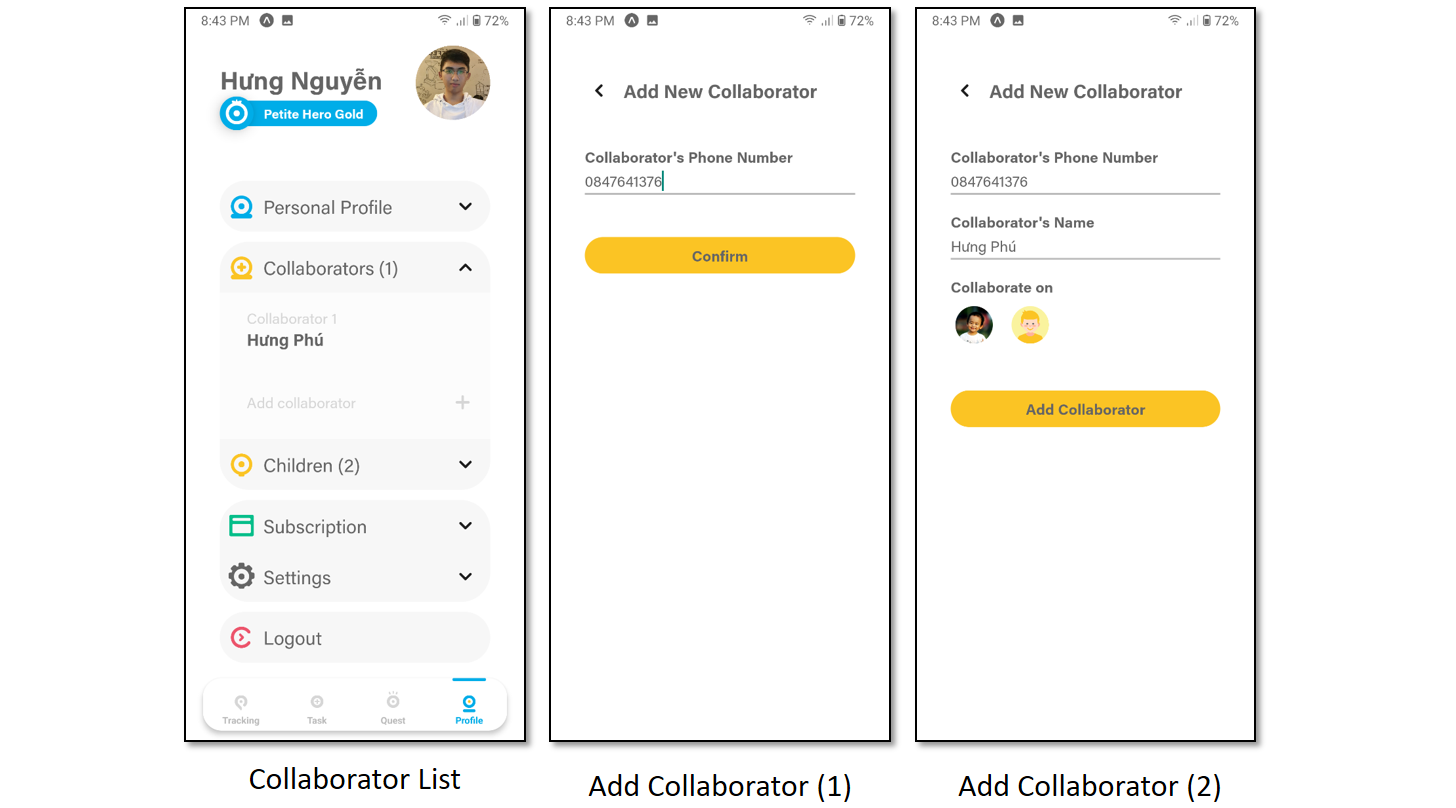 8:43 PM 72%
Hưng Nguyễn
Petite Hero Gold
Personal Profile
Collaborators (1)
Collaborator 1
Hưng Phú
Add collaborator
Children (2)
Subscription
Settings
Logout
Tracking Task Quest Profile
Collaborator List
8:43 PM 72%
Add New Collaborator
Collaborator's Phone Number
0847641376
Confirm
Add Collaborator (1)
8:43 PM 72%
Add New Collaborator
Collaborator's Phone Number
0847641376
Collaborator's Name
Hưng Phú
Collaborate on
Add Collaborator
Add Collaborator (2)